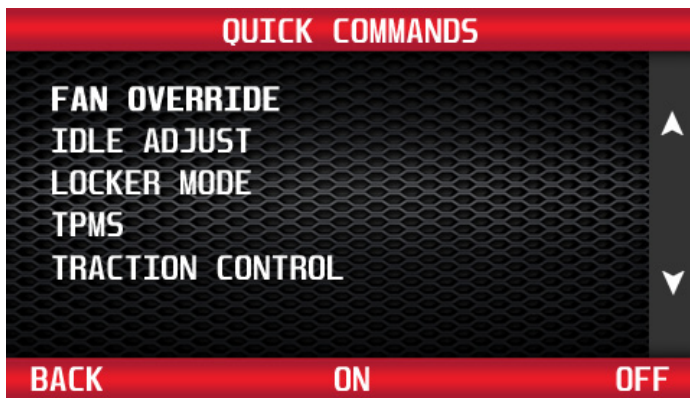 QUICK COMMANDS
FAN OVERRIDE
IDLE ADJUST
LOCKER MODE
TPMS
TRACTION CONTROL
BACK ON OFF